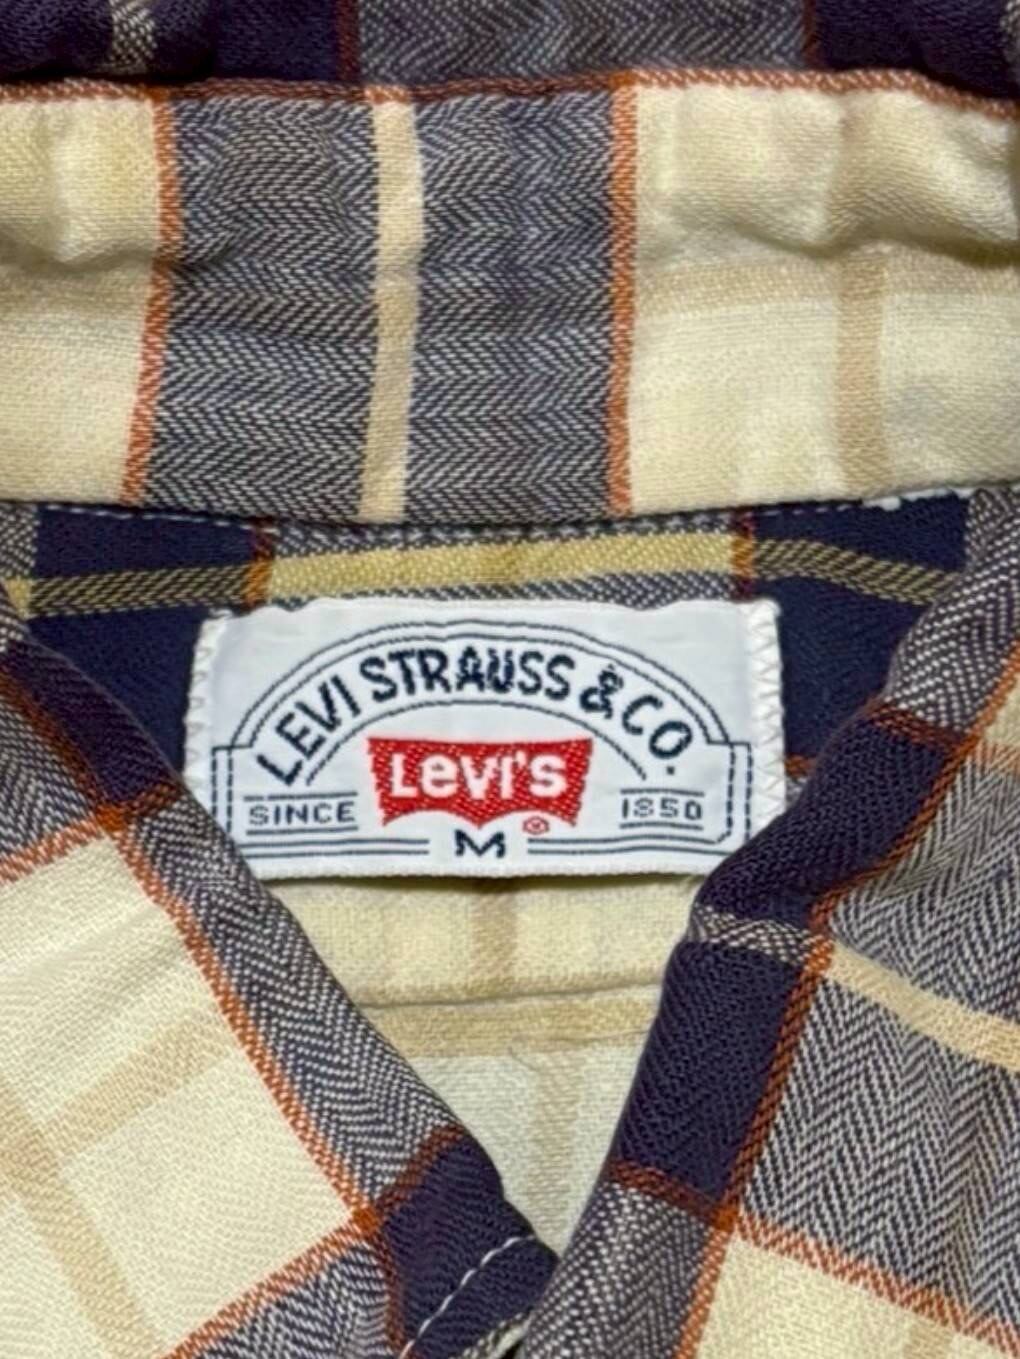 LEVI STRAUSS & CO.
Levi's
®
SINCE 1850
M